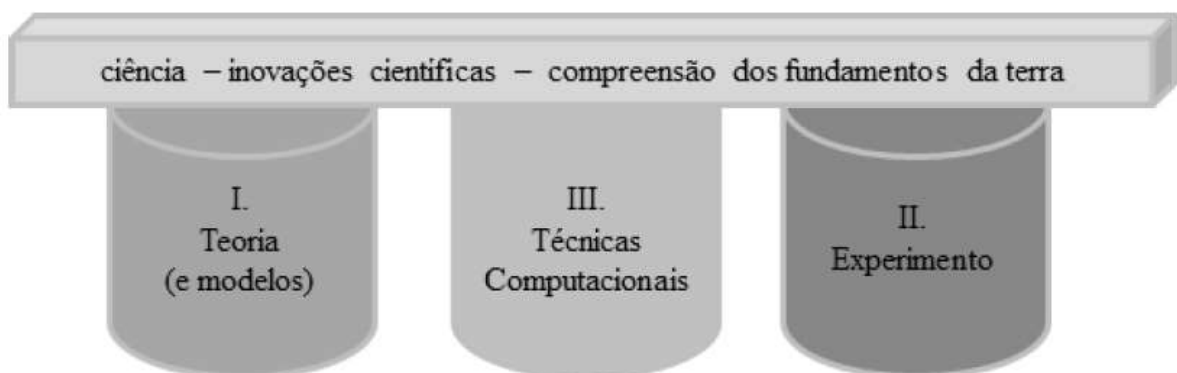 ciência – inovações científicas – compreensão dos fundamentos da terra
I.
Teoria
(e modelos)
III.
Técnicas
Computacionais
II.
Experimento